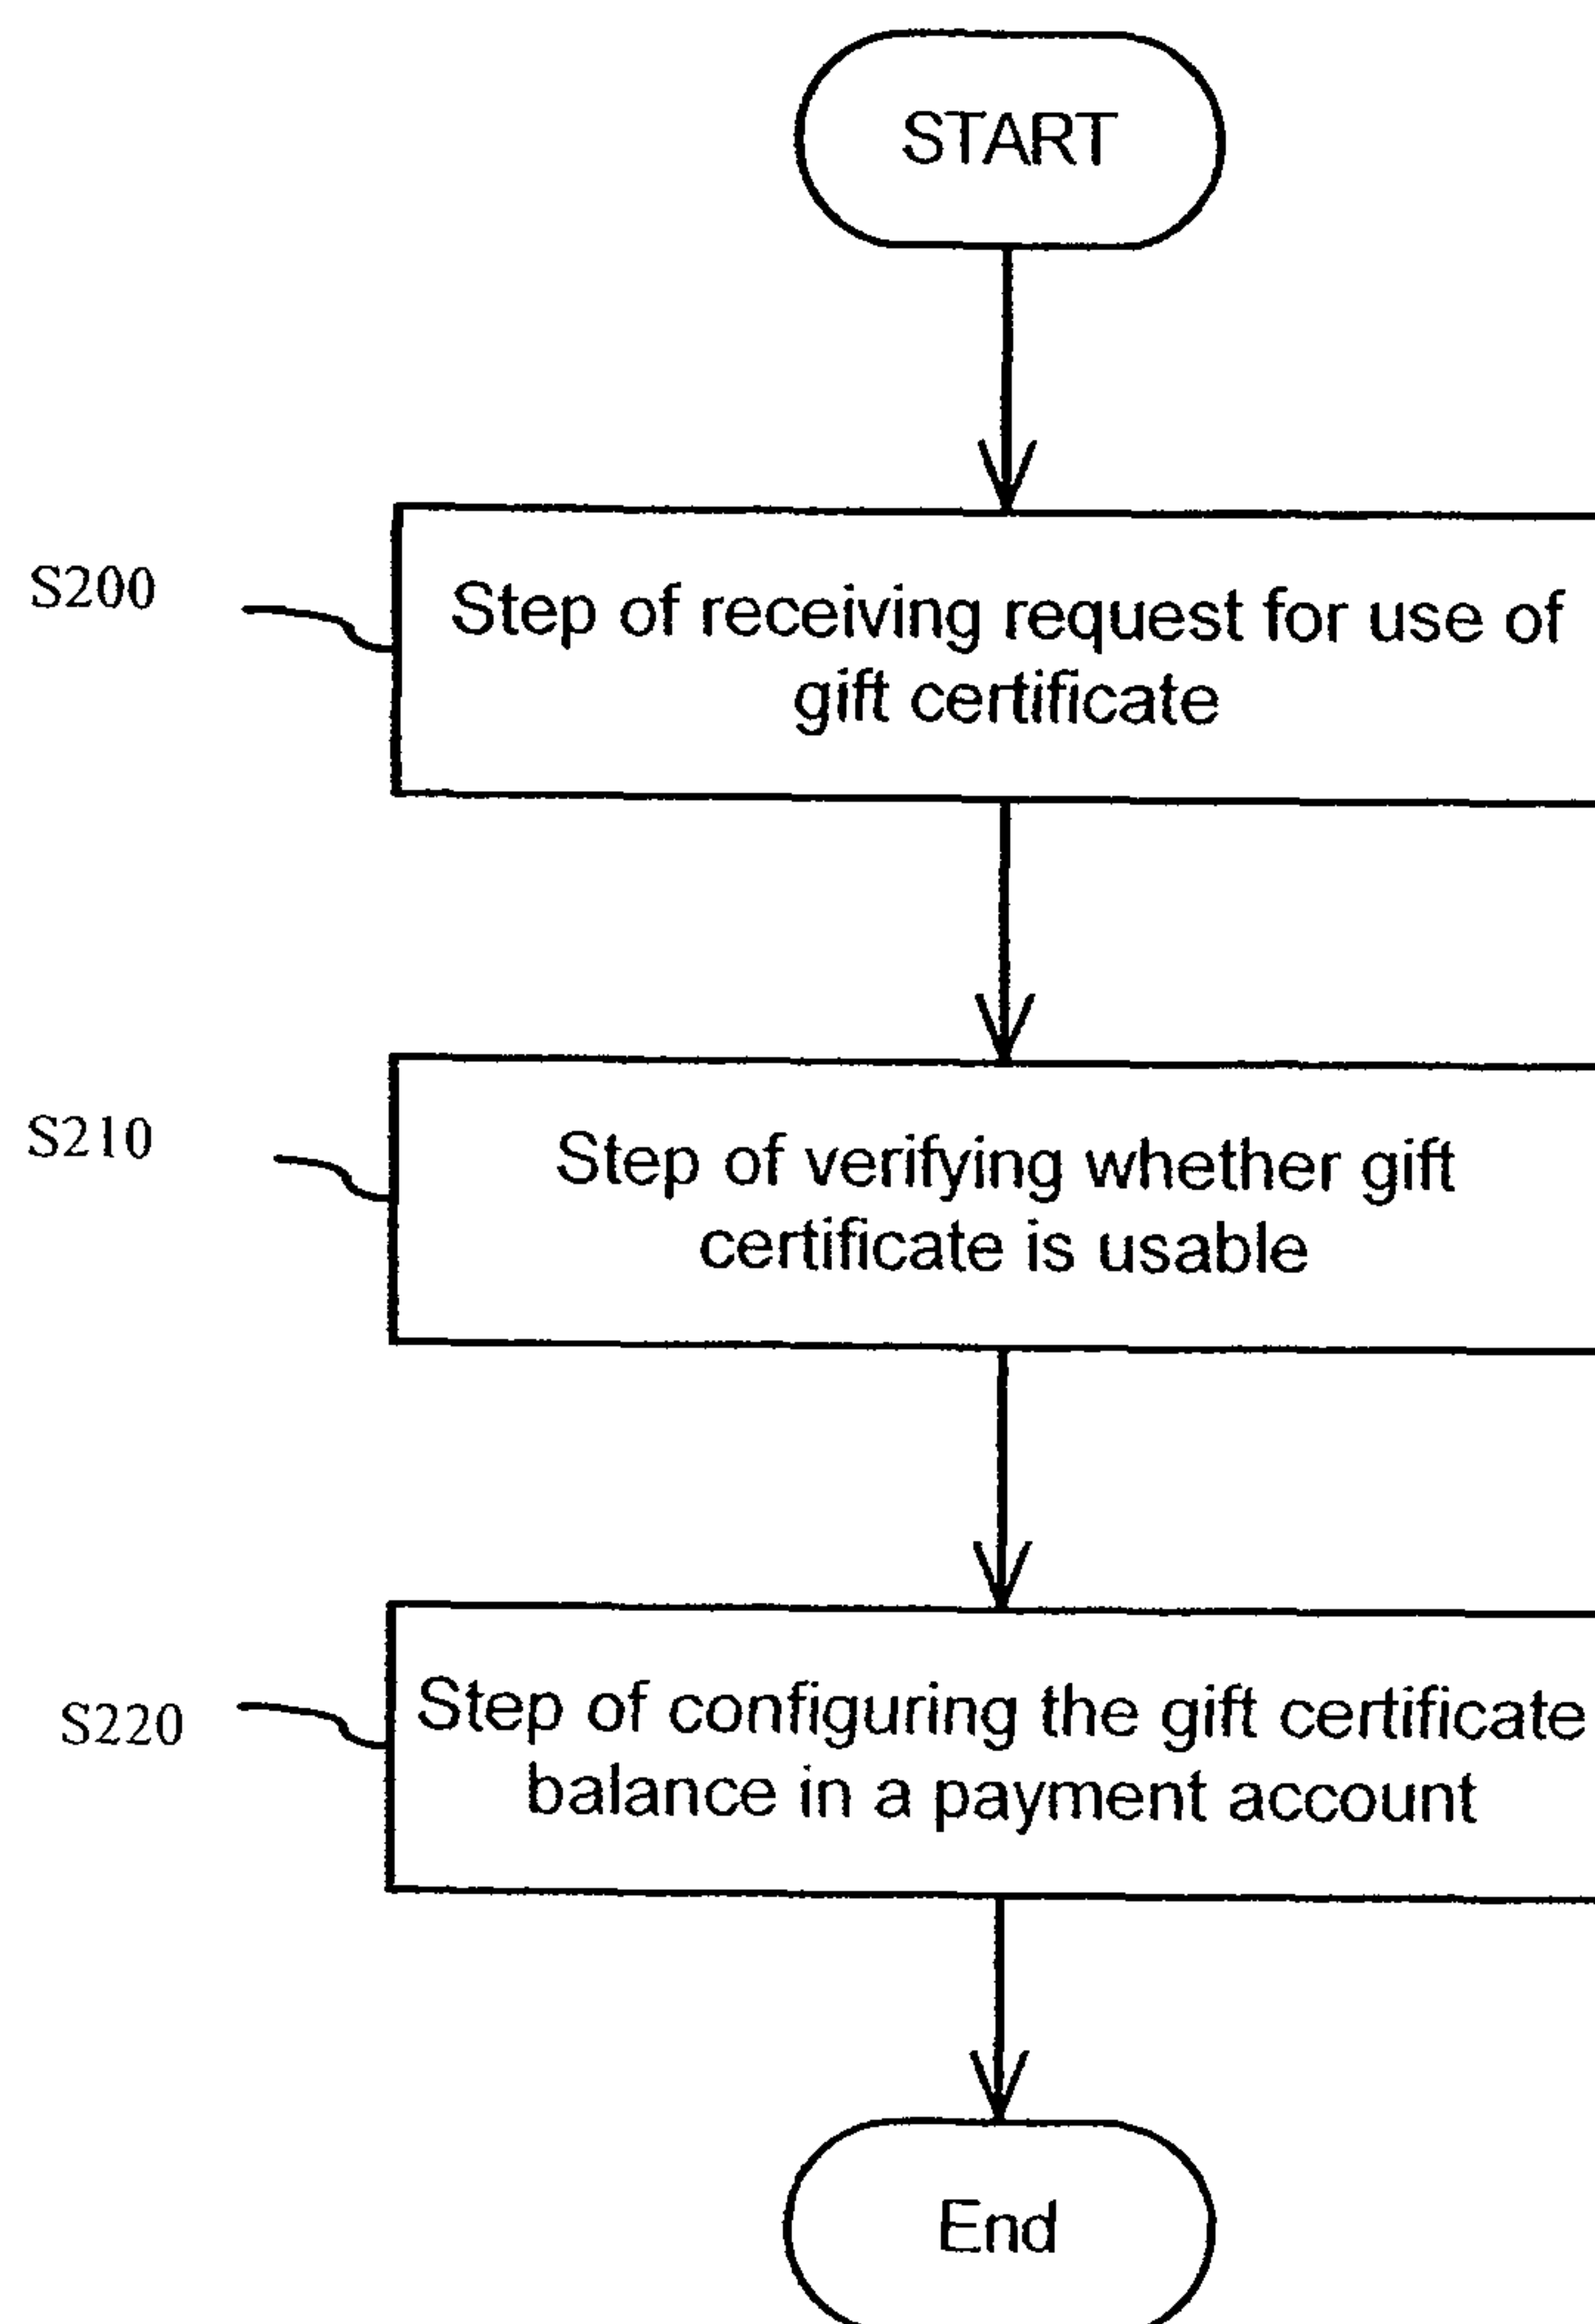 START
S200
Step of receiving request for use of
gift certificate
S210
Step of verifying whether gift
certificate is usable
S220
Step of configuring the gift certificate
balance in a payment account
End